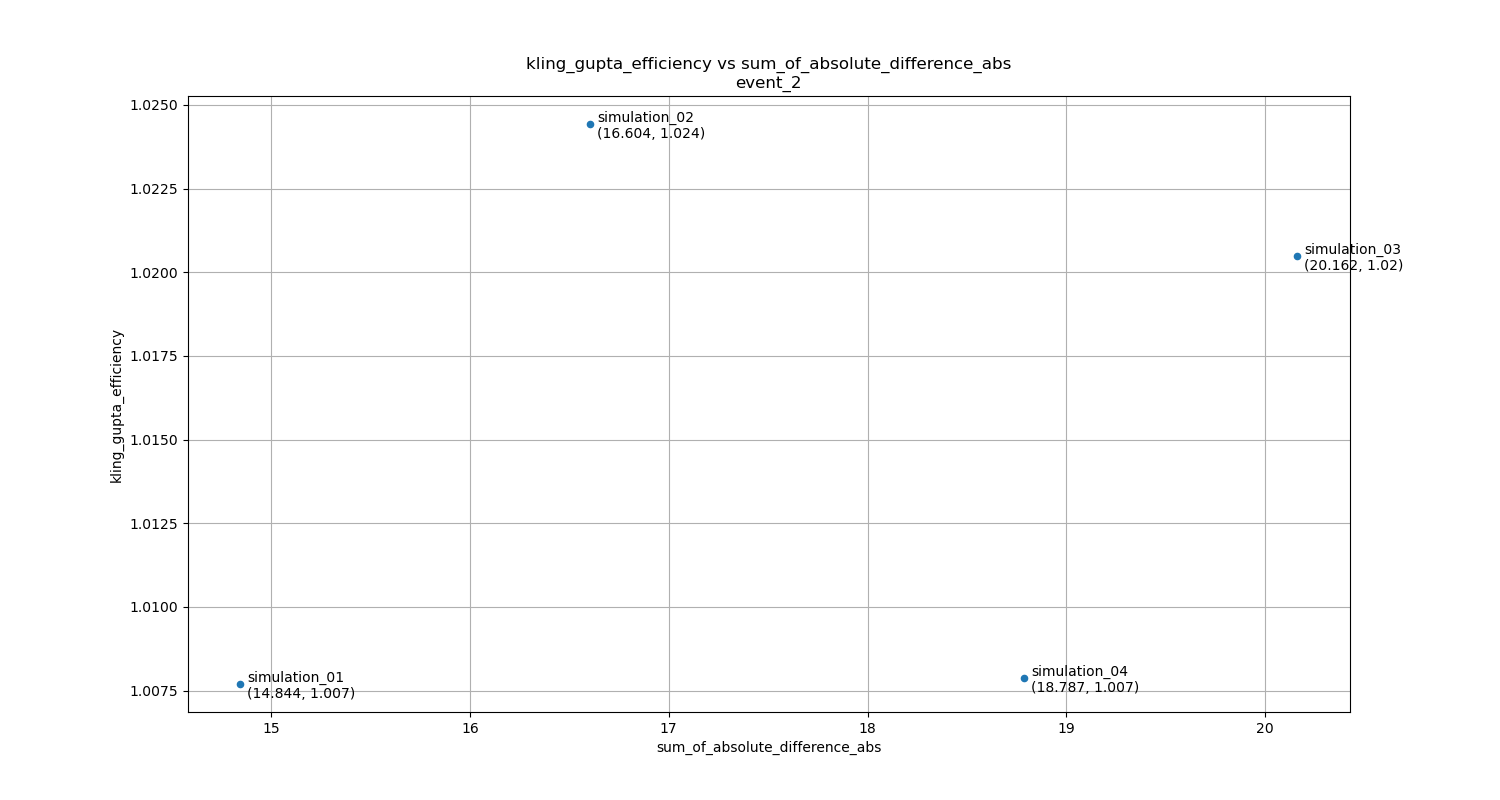 kling_gupta_efficiency vs sum_of_absolute_difference_abs
event_2
kling_gupta_efficiency
1.0250
1.0225
1.0200
1.0175
1.0150
1.0125
1.0100
1.0075
simulation_02
(16.604, 1.024)
simulation_03
(20.162, 1.02)
simulation_01
(14.844, 1.007)
simulation_04
(18.787, 1.007)
15
16
17
18
19
20
sum_of_absolute_difference_abs